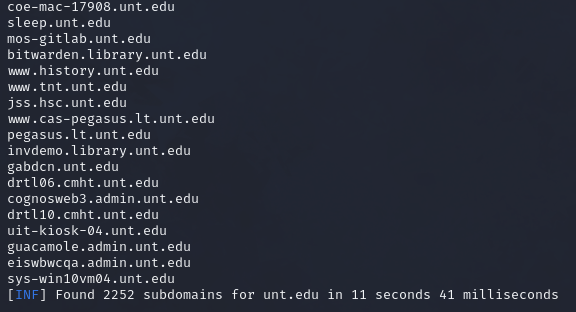 coe-mac-17908.unt.edu
sleep.unt.edu
mos-gitlab.unt.edu
bitwarden.library.unt.edu
www.history.unt.edu
www.tnt.unt.edu
jss.hsc.unt.edu
www.cas-pegasus.lt.unt.edu
pegasus.lt.unt.edu
invdemo.library.unt.edu
gabdcn.unt.edu
drtl06.cmht.unt.edu
cognosweb3.admin.unt.edu
drtl10.cmht.unt.edu
uit-kiosk-04.unt.edu
guacamole.admin.unt.edu
eiswbwcqa.admin.unt.edu
sys-win10vm04.unt.edu
[INF] Found 2252 subdomains for unt.edu in 11 seconds 41 milliseconds